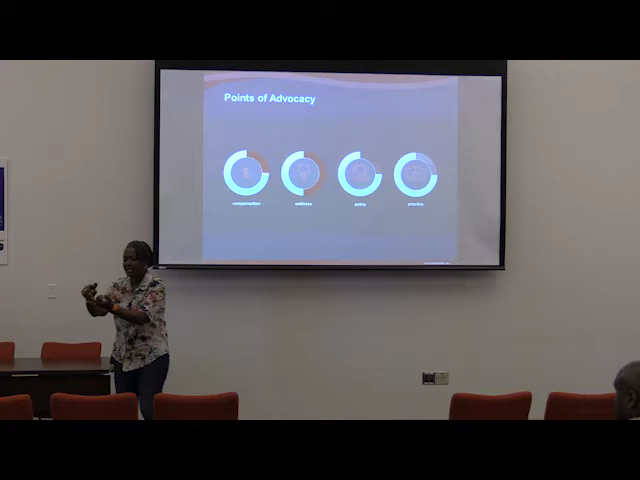 Points of Advocacy
compensation
wellness
policy
practice